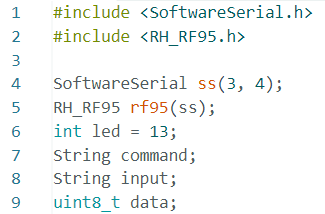 1 #include <SoftwareSerial.h>
2 #include <RH_RF95.h>
3
4 SoftwareSerial ss(3, 4);
5 RH_RF95 rf95(ss);
6 int led = 13;
7 String command;
8 String input;
9 uint8_t data;